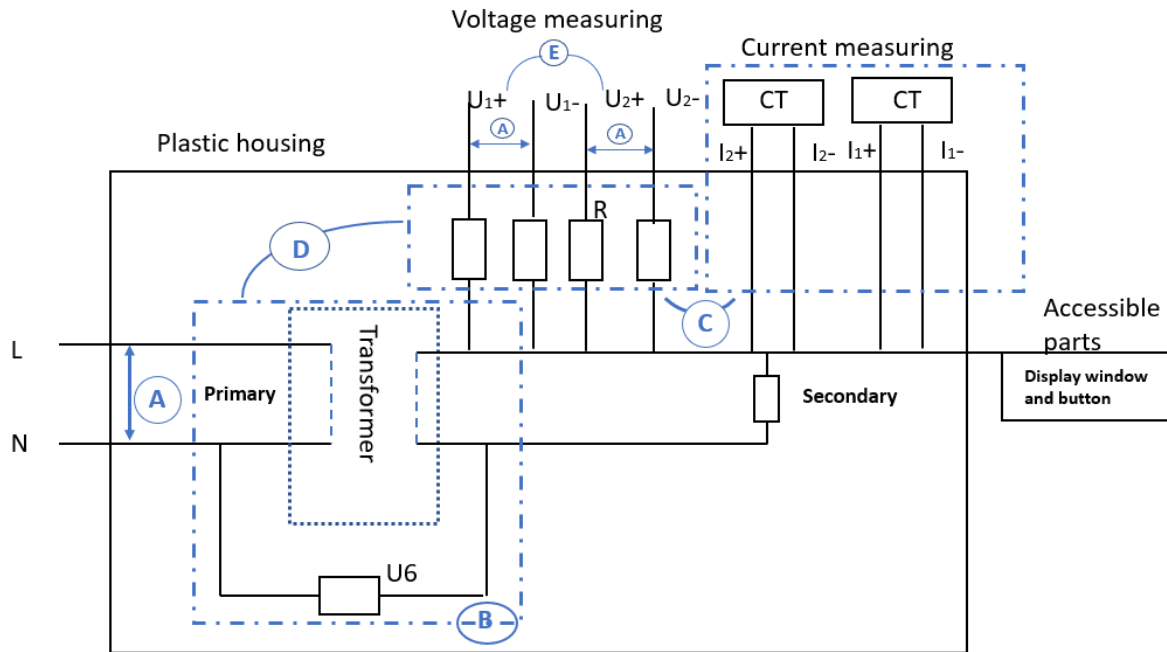 Voltage measuring
Current measuring
E
CT
CT
U1+
U1-
U2+
U2-
A
A
Plastic housing
I2+
I2-
I1+
I1-
R
D
C
Accessible
parts
L
Transformer
Display window
and button
A
Primary
Secondary
N
U6
B